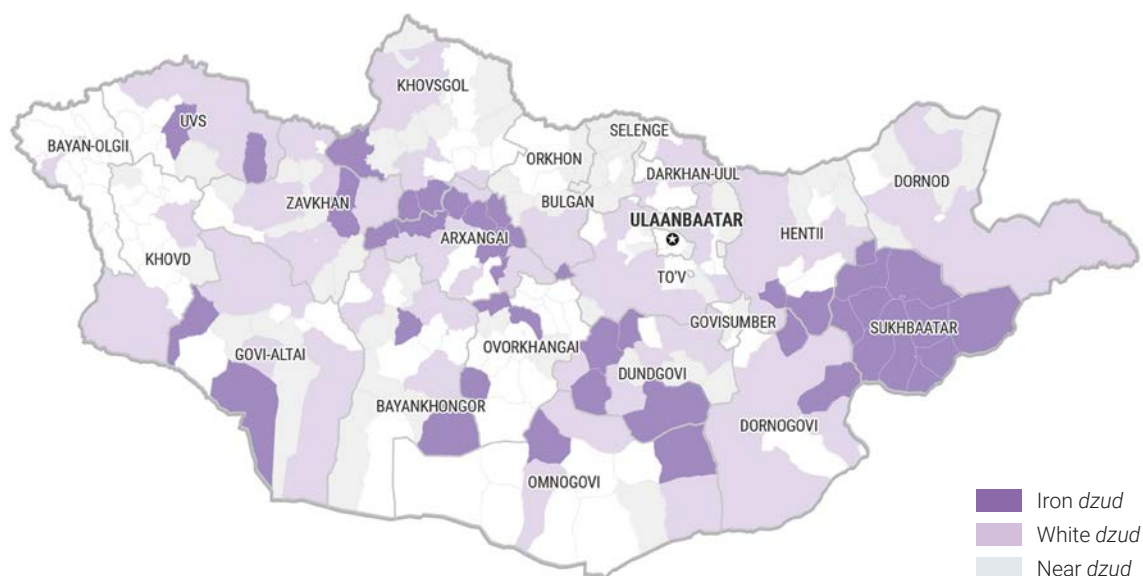 KHOVSGOL
UVS
SELENGE
BAYAN-OLGII
ORKHON
DARKHAN-UUL
DORNOD
ZAVKHAN
BULGAN
ULAANBAATAR
ARXANGAI
HENTII
KHOVD
TO'V
GOVISUMBER
SUKHBAATAR
GOVI-ALTAI
OVORKHANGAI
DUNDGOVI
BAYANKHONGOR
DORNOGOVI
OMNOGOVI
Iron dzud
White dzud
Near dzud